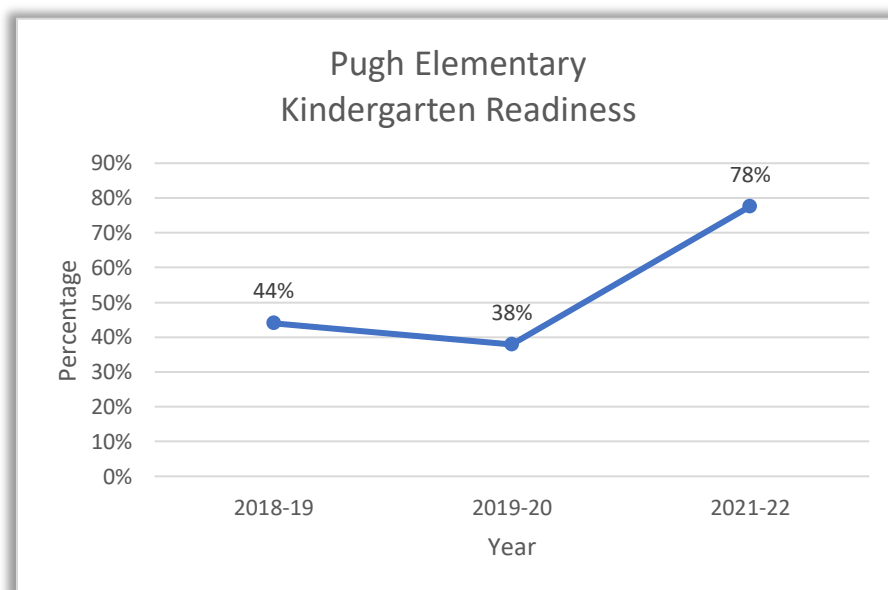 Pugh Elementary
Kindergarten Readiness
90%
80%
70%
60%
50%
40%
30%
20%
10%
0%
Percentage
44%
38%
78%
2018-19 2019-20 2021-22
Year